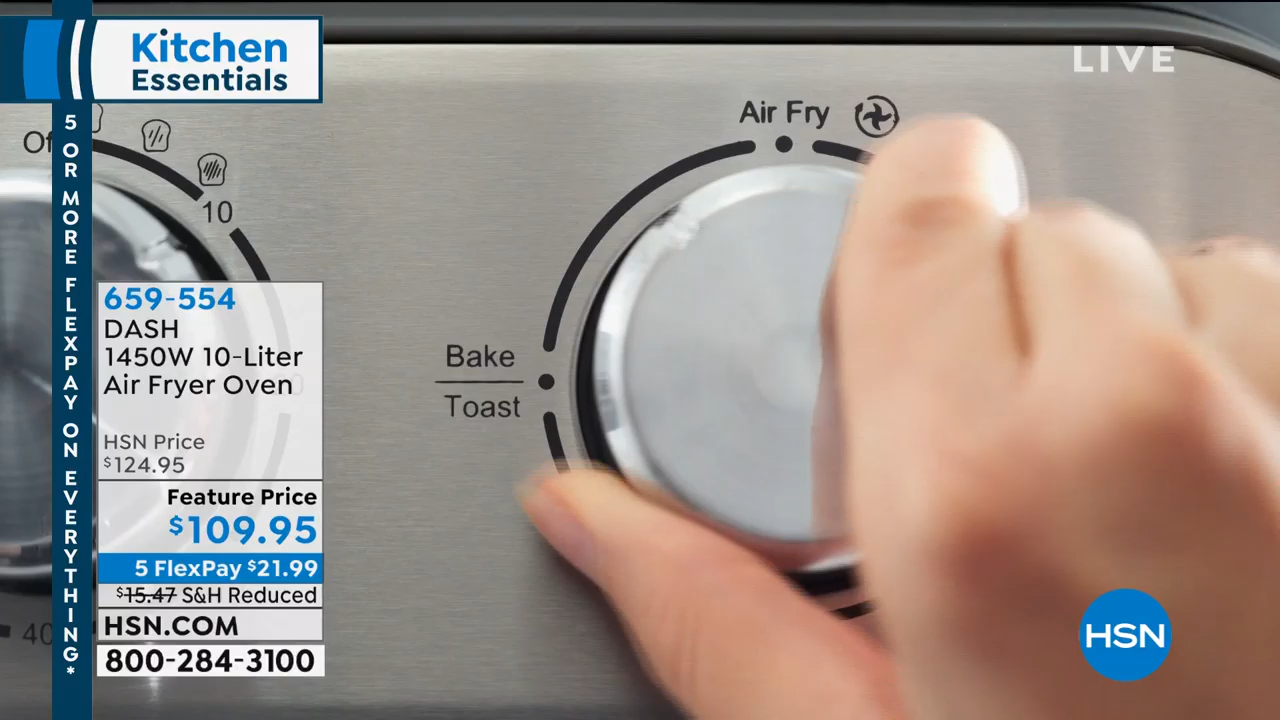 Kitchen
Essentials
LIVE
5 OR MORE FLEXPAY ON EVERYTHING*
Of
10
Air Fry
Bake
Toast
40
659-554
DASH
1450W 10-Liter
Air Fryer Oven
HSN Price
$124.95
Feature Price
$109.95
5 FlexPay $21.99
$15.47 S&H Reduced
HSN.COM
800-284-3100
HSN